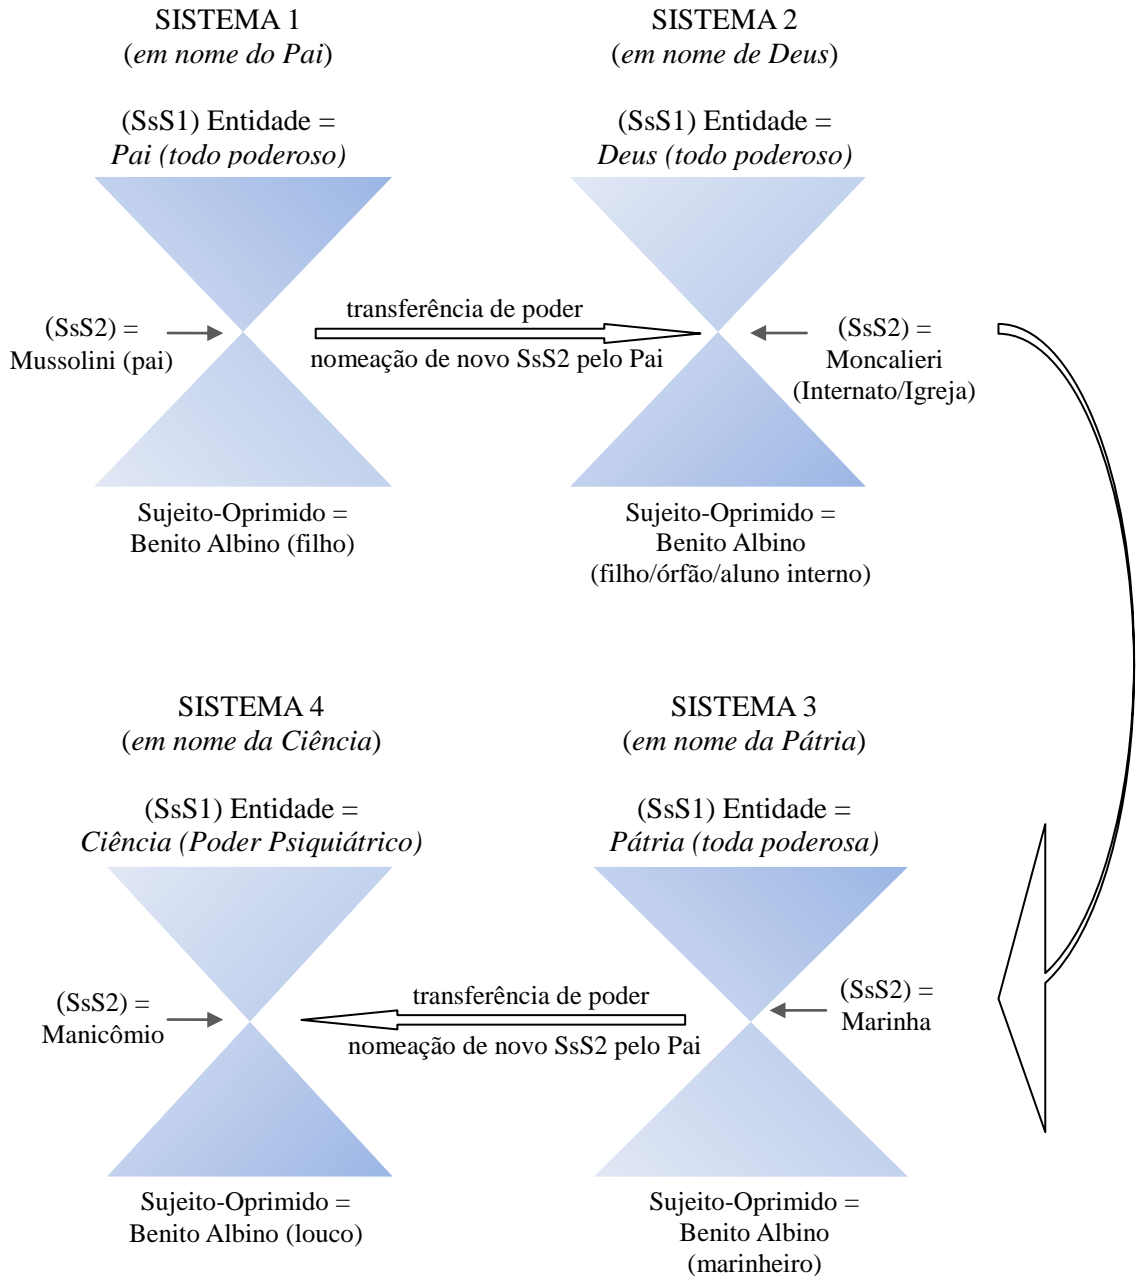 SISTEMA 1
(em nome do Pai)
(SsS1) Entidade =
Pai (todo poderoso)
(SsS2) =
Mussolini (pai)
Sujeito-Oprimido =
Benito Albino (filho)
transferência de poder
nomeação de novo SsS2 pelo Pai
SISTEMA 2
(em nome de Deus)
(SsS1) Entidade =
Deus (todo poderoso)
(SsS2) =
Moncalieri
(Internato/Igreja)
Sujeito-Oprimido =
Benito Albino
(filho/órfão/aluno interno)
SISTEMA 3
(em nome da Pátria)
(SsS1) Entidade =
Pátria (toda poderosa)
(SsS2) =
Marinha
Sujeito-Oprimido =
Benito Albino
(marinheiro)
transferência de poder
nomeação de novo SsS2 pelo Pai
SISTEMA 4
(em nome da Ciência)
(SsS1) Entidade =
Ciência (Poder Psiquiátrico)
(SsS2) =
Manicômio
Sujeito-Oprimido =
Benito Albino (louco)